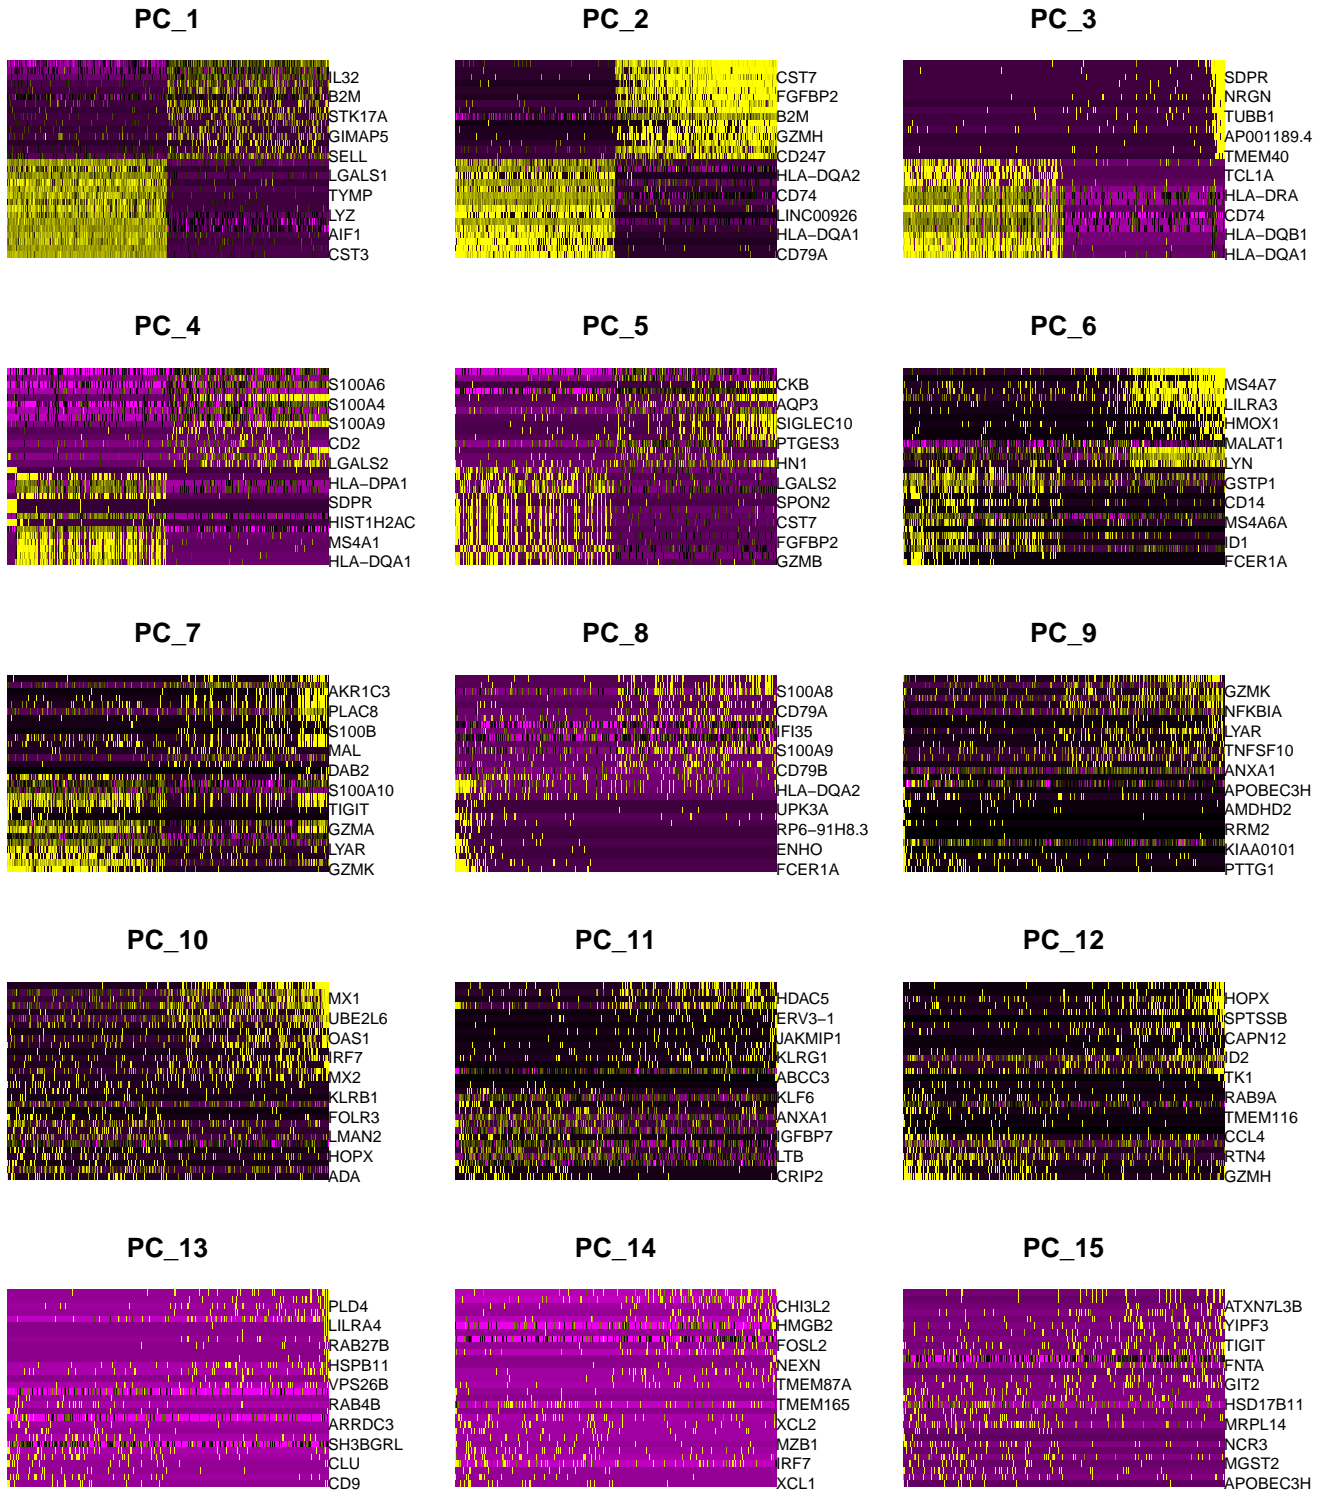 PC_1
IL32
B2M
STK17A
GIMAP5
SELL
LGALS1
TYMP
LYZ
AIF1
CST3
PC_2
CST7
FGFBP2
B2M
GZMH
CD247
HLA−DQA2
CD74
LINC00926
HLA−DQA1
CD79A
PC_3
SDPR
NRGN
TUBB1
AP001189.4
TMEM40
TCL1A
HLA−DRA
CD74
HLA−DQB1
HLA−DQA1
PC_4
S100A6
S100A4
S100A9
CD2
LGALS2
HLA−DPA1
SDPR
HIST1H2AC
MS4A1
HLA−DQA1
PC_5
CKB
AQP3
SIGLEC10
PTGES3
HN1
LGALS2
SPON2
CST7
FGFBP2
GZMB
PC_6
MS4A7
LILRA3
HMOX1
MALAT1
LYN
GSTP1
CD14
MS4A6A
ID1
FCER1A
PC_7
AKR1C3
PLAC8
S100B
MAL
DAB2
S100A10
TIGIT
GZMA
LYAR
GZMK
PC_8
S100A8
CD79A
IFI35
S100A9
CD79B
HLA−DQA2
UPK3A
RP6−91H8.3
ENHO
FCER1A
PC_9
GZMK
NFKBIA
LYAR
TNFSF10
ANXA1
APOBEC3H
AMDHD2
RRM2
KIAA0101
PTTG1
PC_10
MX1
UBE2L6
OAS1
IRF7
MX2
KLRB1
FOLR3
LMAN2
HOPX
ADA
PC_11
HDAC5
ERV3−1
JAKMIP1
KLRG1
ABCC3
KLF6
ANXA1
IGFBP7
LTB
CRIP2
PC_12
HOPX
SPTSSB
CAPN12
ID2
TK1
RAB9A
TMEM116
CCL4
RTN4
GZMH
PC_13
PLD4
LILRA4
RAB27B
HSPB11
VPS26B
RAB4B
ARRDC3
SH3BGRL
CLU
CD9
PC_14
CHI3L2
HMGB2
FOSL2
NEXN
TMEM87A
TMEM165
XCL2
MZB1
IRF7
XCL1
PC_15
ATXN7L3B
YIPF3
TIGIT
FNTA
GIT2
HSD17B11
MRPL14
NCR3
MGST2
APOBEC3H